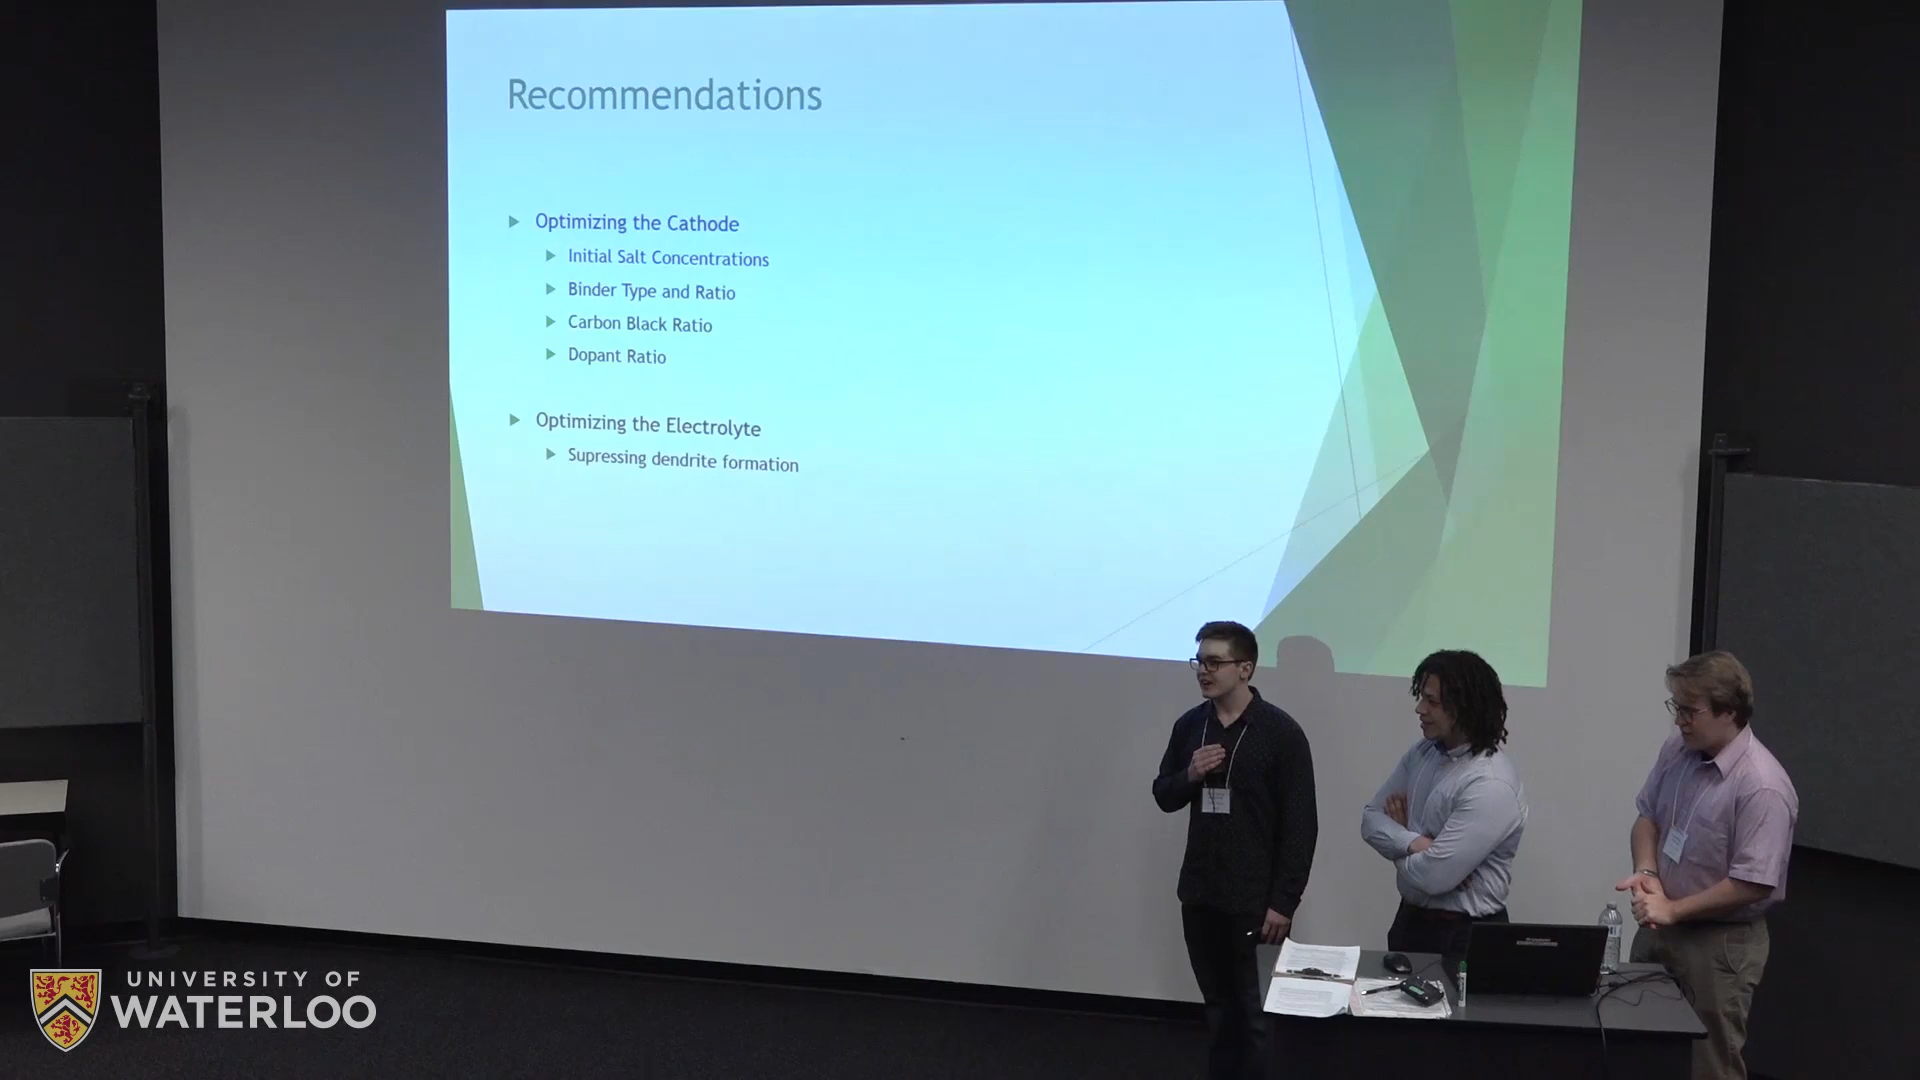 Recommendations
Optimizing the Cathode
Initial Salt Concentrations
Binder Type and Ratio
Carbon Black Ratio
Dopant Ratio
Optimizing the Electrolyte
Supressing dendrite formation
UNIVERSITY OF
WATERLOO